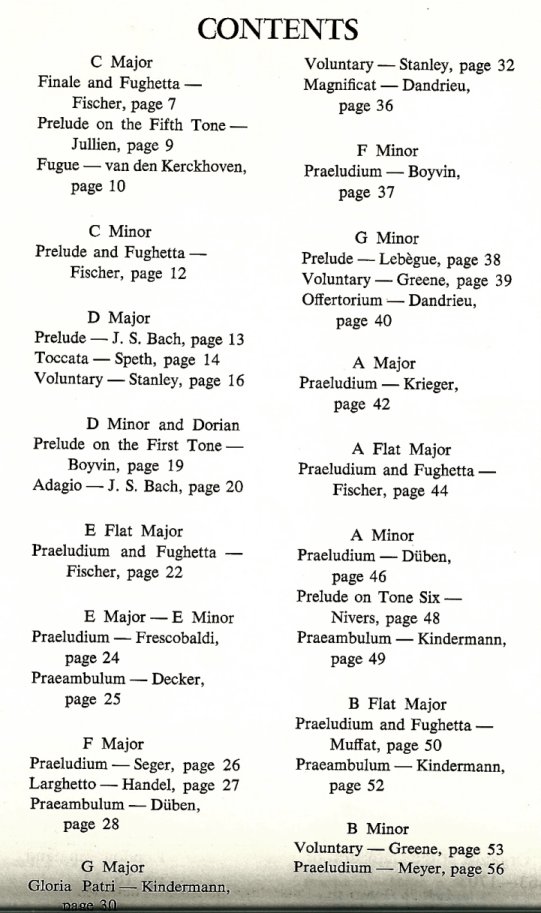 CONTENTS
C Major
Finale and Fughetta —
Fischer, page 7
Prelude on the Fifth Tone —
Jullien, page 9
Fugue — van den Kerckhoven,
page 10
C Minor
Prelude and Fughetta —
Fischer, page 12
D Major
Prelude — J. S. Bach, page 13
Toccata — Speth, page 14
Voluntary — Stanley, page 16
D Minor and Dorian
Prelude on the First Tone —
Boyvin, page 19
Adagio — J. S. Bach, page 20
E Flat Major
Praeludium and Fughetta —
Fischer, page 22
E Major — E Minor
Praeludium — Frescobaldi,
page 24
Praeambulum — Decker,
page 25
F Major
Praeludium — Seger, page 26
Larghetto — Handel, page 27
Praeambulum — Düben,
page 28
G Major
Gloria Patri — Kindermann,
page 30
Voluntary — Stanley, page 32
Magnificat — Dandrieu,
page 36
F Minor
Praeludium — Boyvin,
page 37
G Minor
Prelude — Lebègue, page 38
Voluntary — Greene, page 39
Offertorium — Dandrieu,
page 40
A Major
Praeludium — Krieger,
page 42
A Flat Major
Praeludium and Fughetta —
Fischer, page 44
A Minor
Praeludium — Düben,
page 46
Prelude on Tone Six —
Nivers, page 48
Praeambulum — Kindermann,
page 49
B Flat Major
Praeludium and Fughetta —
Muffat, page 50
Praeambulum — Kindermann,
page 52
B Minor
Voluntary — Greene, page 53
Praeludium — Meyer, page 56